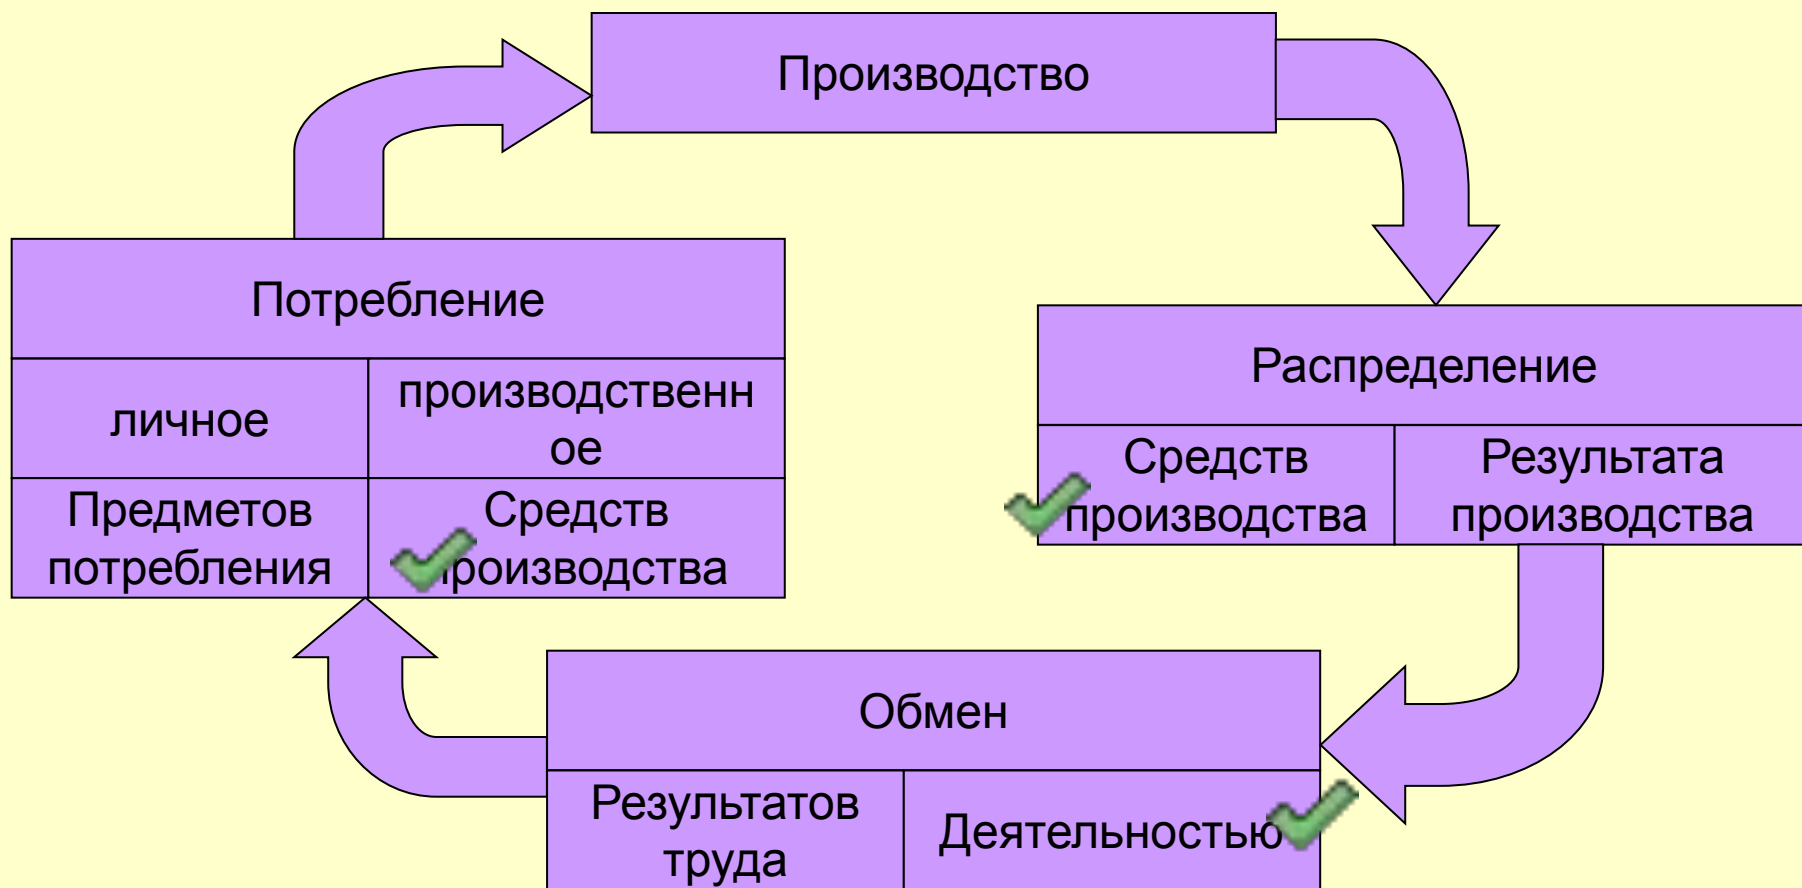 Производство
Потребление
личное
производственн
ое
Предметов
потребления
Средств
производства
Распределение
Средств
производства
Результата
производства
Обмен
Результатов
труда
Деятельностью